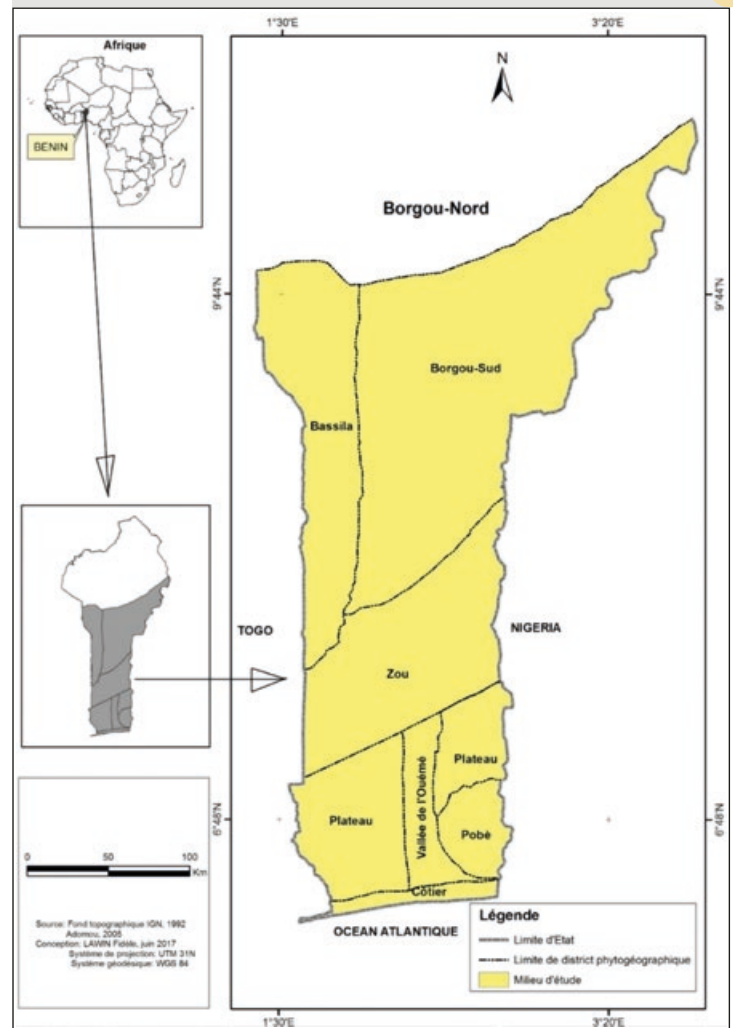 1°30'E
3°20'E
Afrique
BENIN
N
Borgou-Nord
9°44'N
9°44'N
Borgou-Sud
Bassila
TOGO
NIGERIA
Zou
Plateau
Vallée de l'Ouémé
Plateau
Pobè
6°48'N
6°48'N
Côtier
OCEAN ATLANTIQUE
0 50 100
Km
Source: Fond topographique IGN, 1992
Adomou, 2005
Conception: LAWIN Fidèle, juin 2017
Système de projection: UTM 31N
Système géodésique: WGS 84
Légende
Limite d'Etat
Limite de district phytogéographique
Milieu d'étude
1°30'E
3°20'E